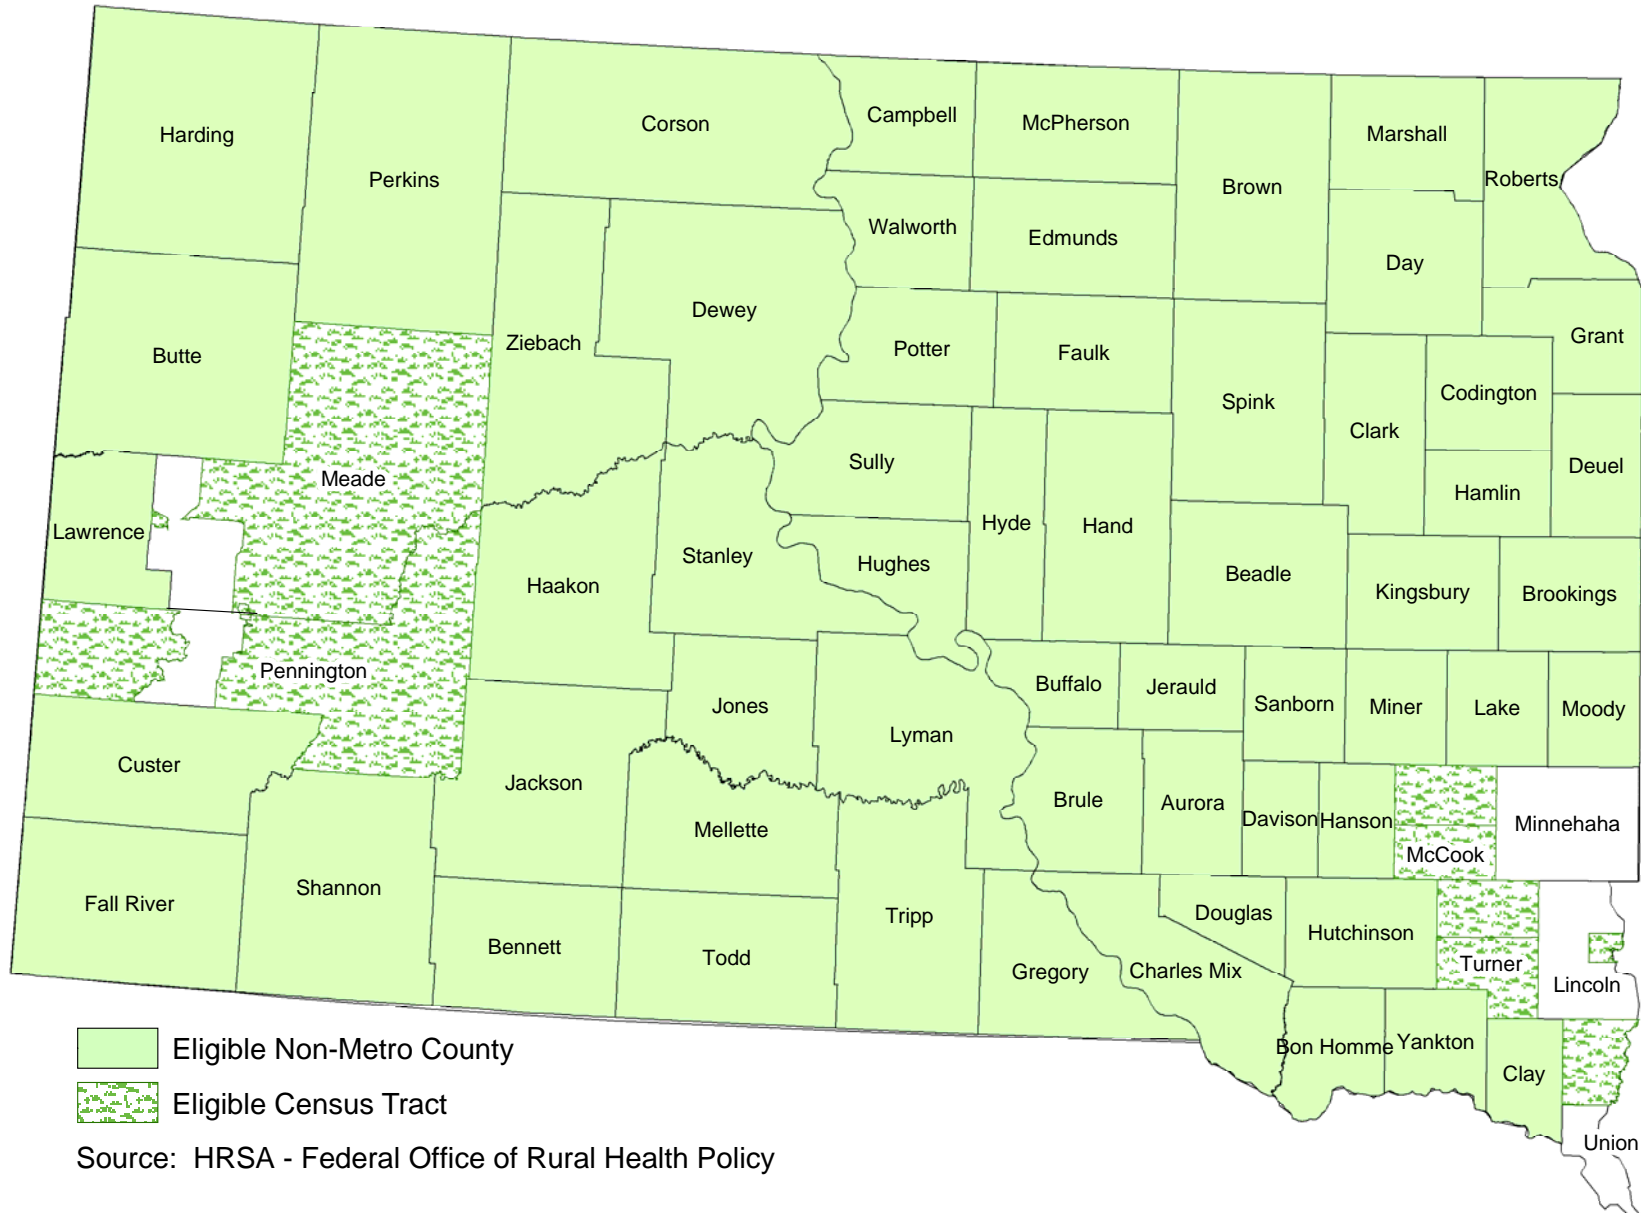 Harding
Perkins
Corson
Campbell
McPherson
Brown
Marshall
Roberts
Walworth
Edmunds
Day
Butte
Ziebach
Dewey
Potter
Faulk
Spink
Grant
Clark
Codington
Meade
Sully
Deuel
Hamlin
Lawrence
Haakon
Stanley
Hughes
Hyde
Hand
Beadle
Kingsbury
Brookings
Pennington
Jones
Lyman
Buffalo
Jerauld
Sanborn
Miner
Lake
Moody
Custer
Jackson
Mellette
Brule
Aurora
Davison
Hanson
McCook
Minnehaha
Fall River
Shannon
Bennett
Todd
Tripp
Gregory
Charles Mix
Douglas
Hutchinson
Turner
Lincoln
Bon Homme
Yankton
Clay
Union
Eligible Non-Metro County
Eligible Census Tract
Source: HRSA - Federal Office of Rural Health Policy